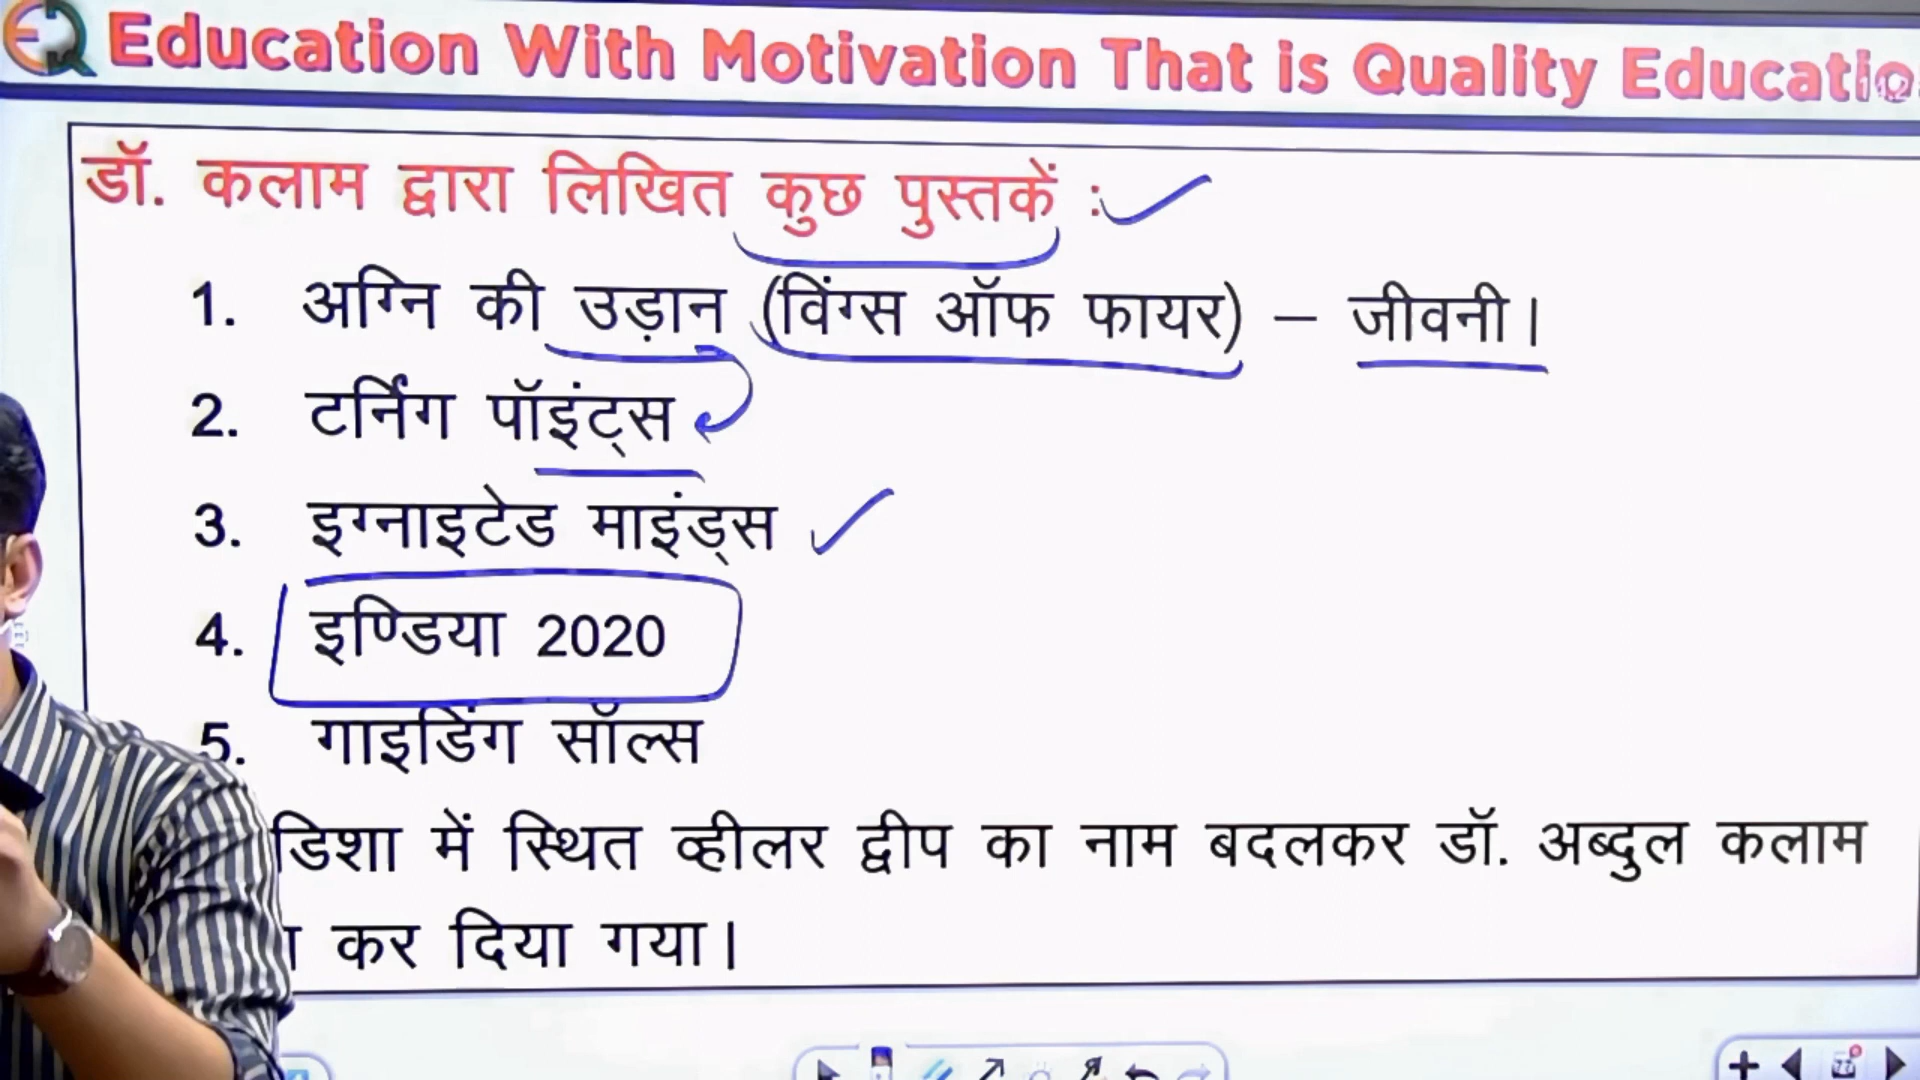 Education With Motivation That is Quality Educatio
डॉ. कलाम द्वारा लिखित कुछ पुस्तकें :
1. अग्नि की उड़ान (विंग्स ऑफ फायर) – जीवनी।
2. टर्निंग पॉइंट्स
3. इग्नाइटेड माइंड्स
4. इण्डिया 2020
5. गाइडिंग सॉल्स
डिशा में स्थित व्हीलर द्वीप का नाम बदलकर डॉ. अब्दुल कलाम
कर दिया गया।